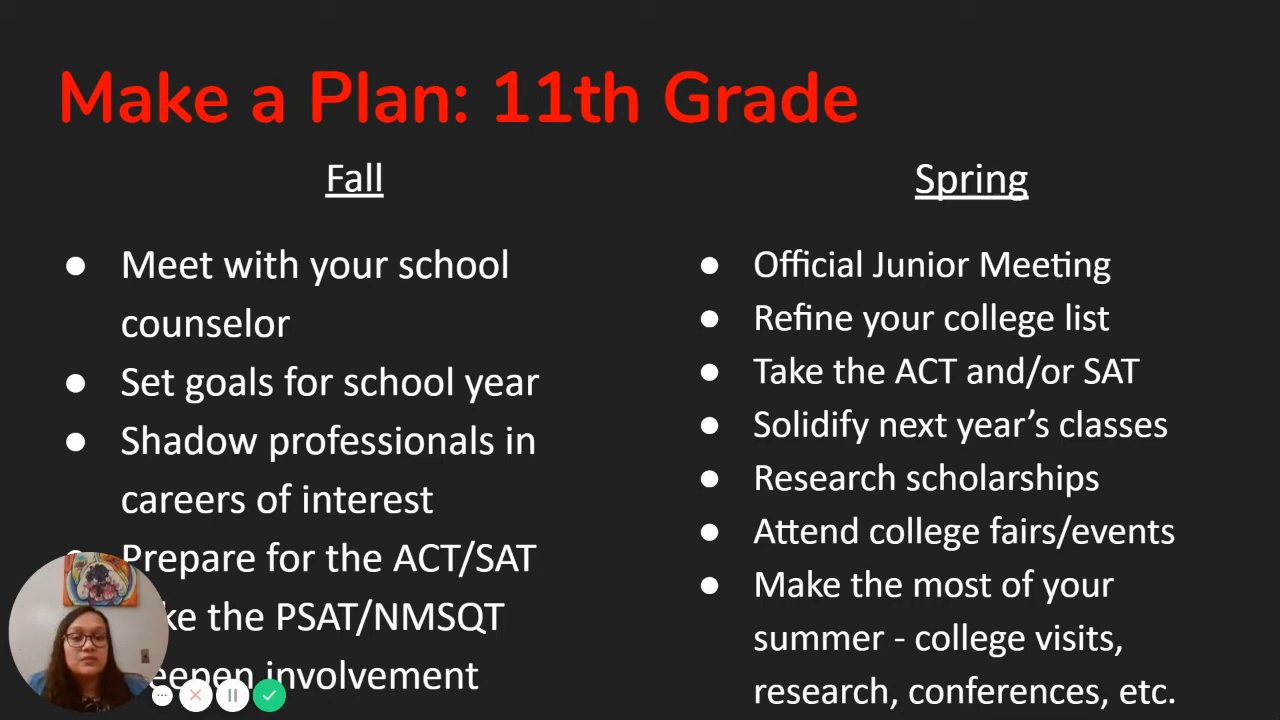 Make a Plan: 11th Grade
Fall
● Meet with your school
counselor
● Set goals for school year
● Shadow professionals in
careers of interest
Prepare for the ACT/SAT
the PSAT/NMSQT
involvement
Spring
● Official Junior Meeting
● Refine your college list
● Take the ACT and/or SAT
● Solidify next year’s classes
● Research scholarships
● Attend college fairs/events
● Make the most of your
summer - college visits,
research, conferences, etc.